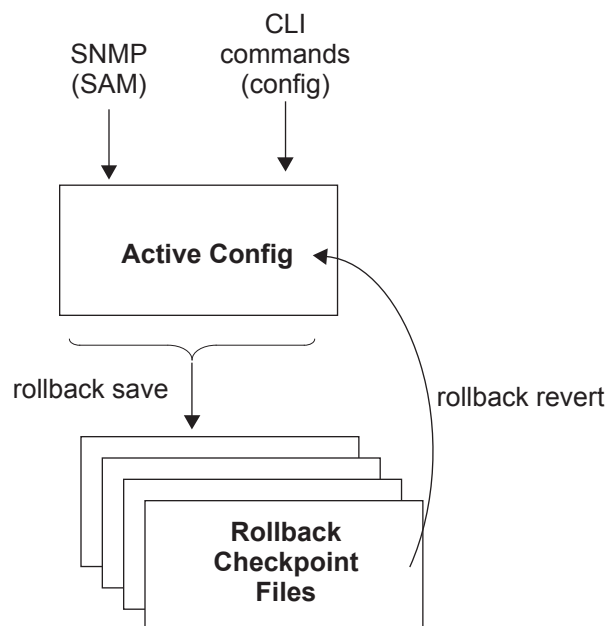 SNMP
(SAM)
CLI
commands
(config)
Active Config
rollback save
rollback revert
Rollback
Checkpoint
Files